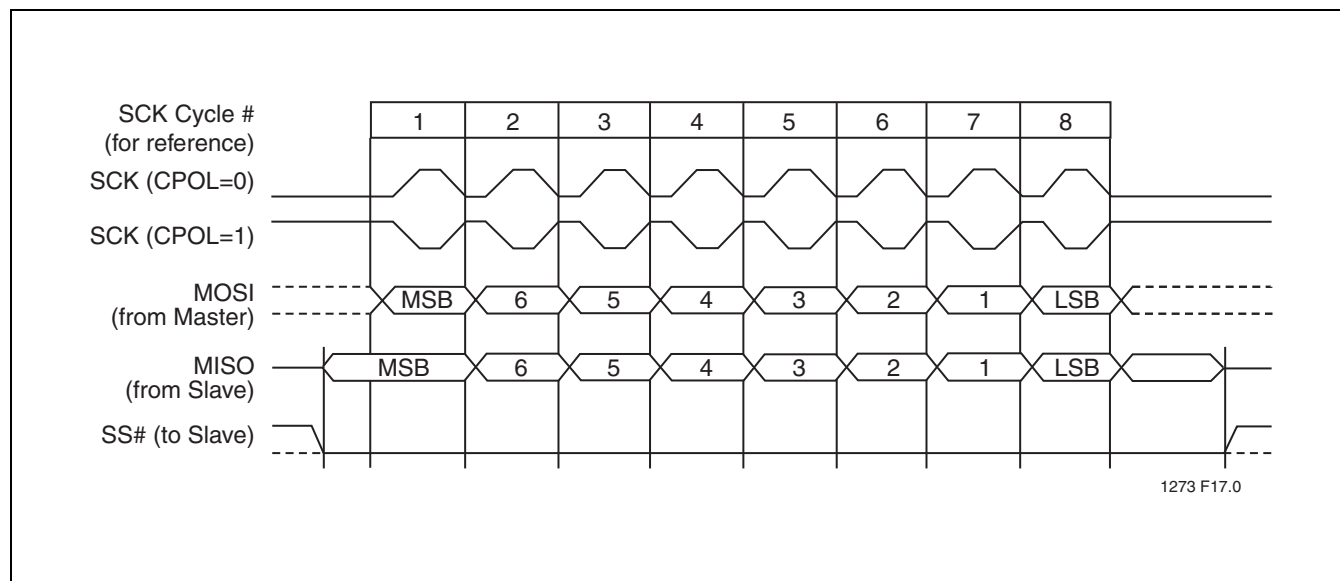 SCK Cycle #
(for reference)
1 2 3 4 5 6 7 8
SCK (CPOL=0)
SCK (CPOL=1)
MOSI
(from Master)
MSB 6 5 4 3 2 1 LSB
MISO
(from Slave)
MSB 6 5 4 3 2 1 LSB
SS# (to Slave)
1273 F17.0